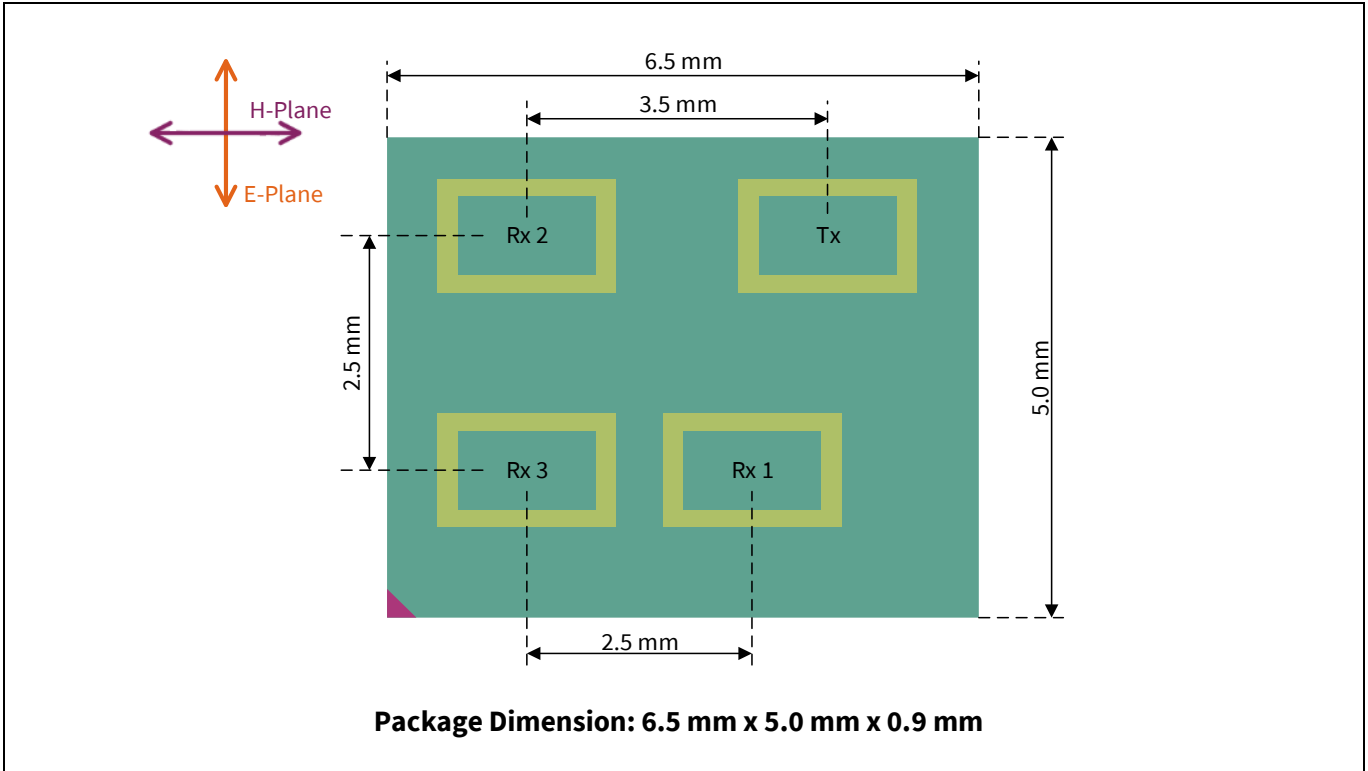 6.5 mm
3.5 mm
H-Plane
E-Plane
Rx 2
Tx
2.5 mm
5.0 mm
Rx 3
Rx 1
2.5 mm
Package Dimension: 6.5 mm x 5.0 mm x 0.9 mm